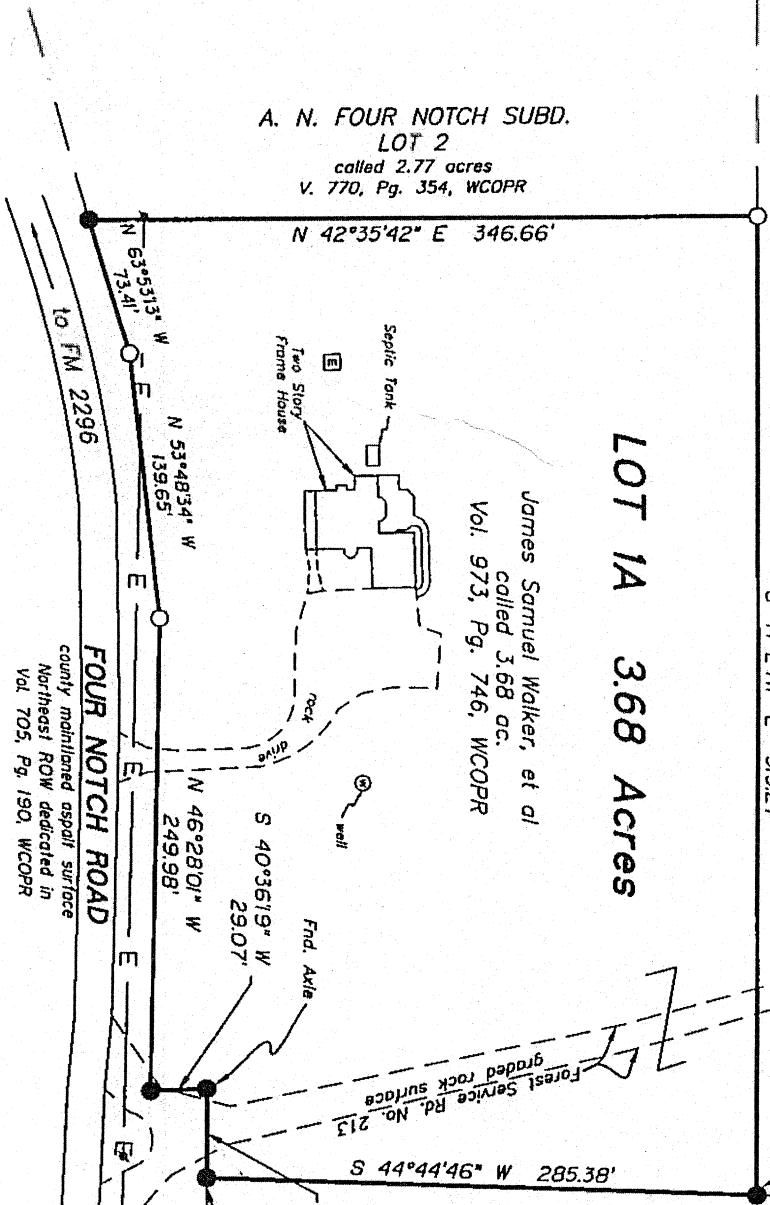 A. N. FOUR NOTCH SUBD.
LOT 2
called 2.77 acres
V. 770, Pg. 354, WCOPR
N 42°35'42" E 346.66'
N 63°53'13" W
73.41'
to FM 2296
E
N 53°48'34" W
139.65'
E
Septic Tank
Two Story
Frame House
LOT 1A 3.68 Acres
James Samuel Walker, et al
called 3.68 ac.
Vol. 973, Pg. 746, WCOPR
rock
drive
W
well
E
E
E
E
FOUR NOTCH ROAD
county maintianed aspalt surface
Northeast ROW dedicated in
Vol. 705, Pg. 190, WCOPR
N 46°28'01" W
249.98'
S 40°36'19" W
29.07'
Fnd. Axle
Forest Service Rd. No. 213
graded rock surface
S 44°44'46" W 285.38'